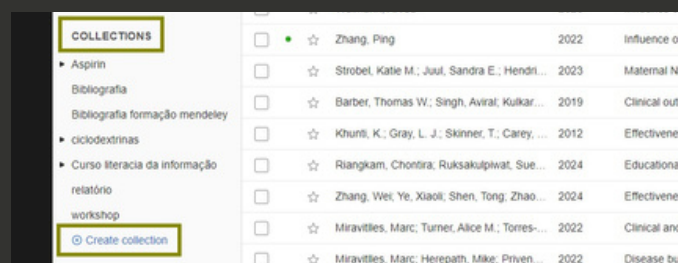 COLLECTIONS
Aspirin
Bibliografia
Bibliografia formação mendeley
ciclodextrinas
Curso literacia da informação
relatório
workshop
Create collection
Zhang, Ping 2022 Influence o
Strobel, Katie M.; Juul, Sandra E.; Hendri... 2023 Maternal N
Barber, Thomas W.; Singh, Aviral; Kulkar... 2019 Clinical out
Khunti, K.; Gray, L. J.; Skinner, T.; Carey, ... 2012 Effectivene
Riangkam, Chontira; Ruksakulpiwat, Sue... 2024 Educationa
Zhang, Wei; Ye, Xiaoli; Shen, Tong; Zhao... 2024 Effectivene
Miravitlles, Marc; Turner, Alice M.; Torres-... 2022 Clinical and
Miravitlles, Marc; Herepath, Mike; Priven... 2022 Disease bu